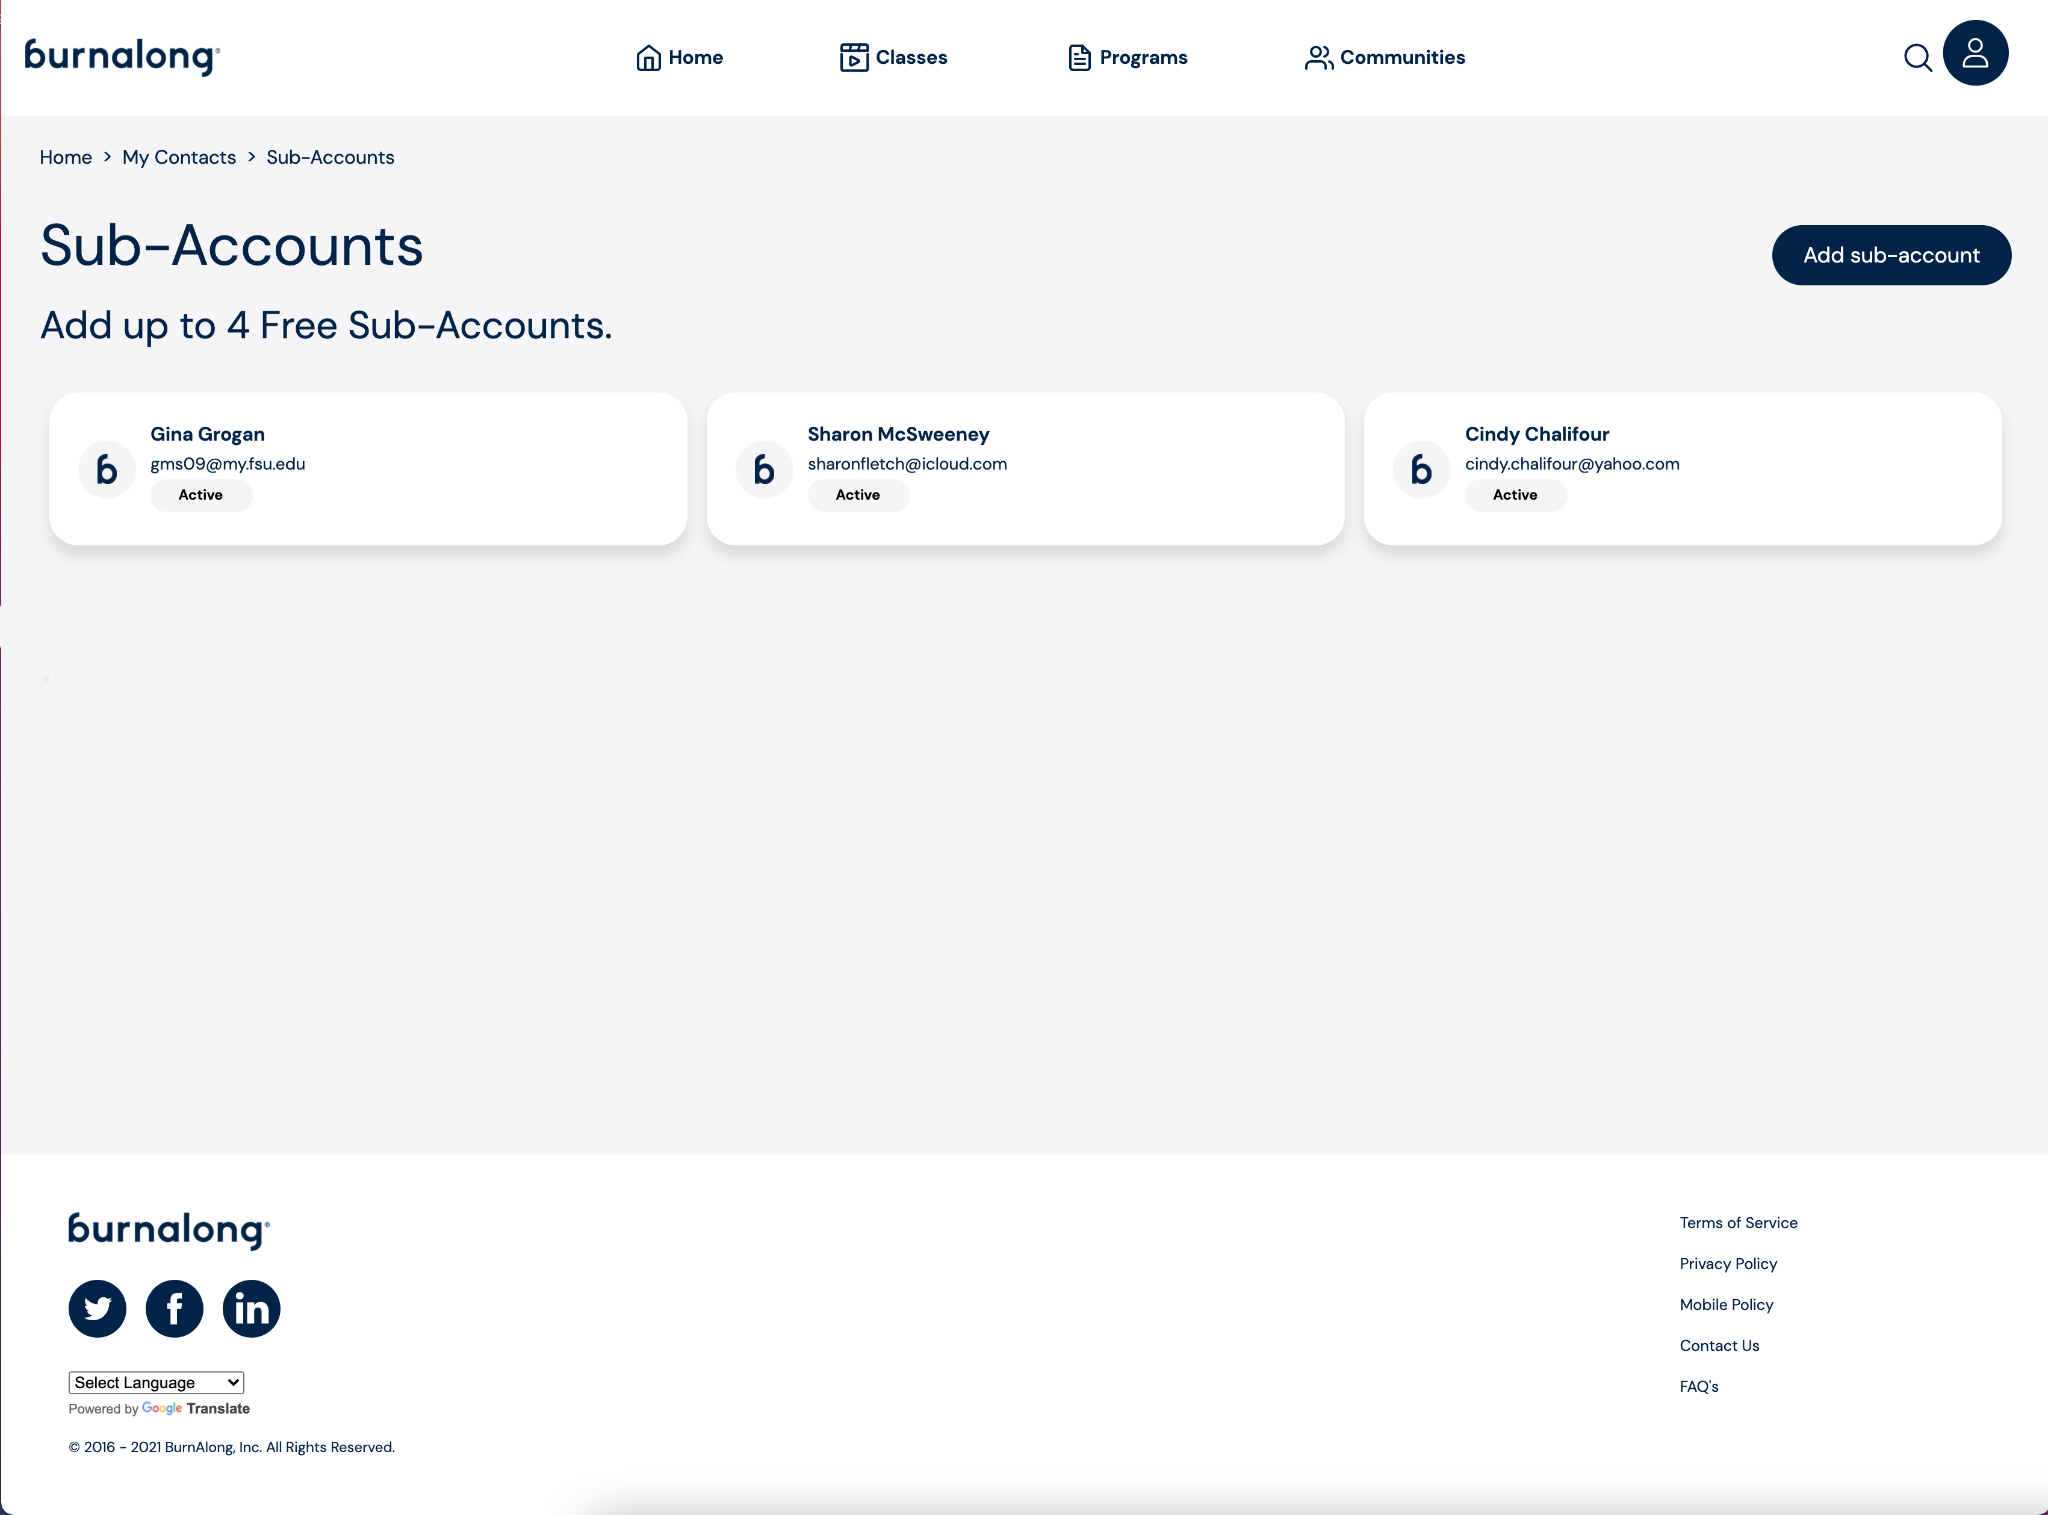 burnalong®
Home
Classes
Programs
Communities
Home > My Contacts > Sub-Accounts
Sub-Accounts
Add sub-account
Add up to 4 Free Sub-Accounts.
b
Gina Grogan
gms09@my.fsu.edu
Active
b
Sharon McSweeney
sharonfletch@icloud.com
Active
b
Cindy Chalifour
cindy.chalifour@yahoo.com
Active
burnalong®
f
in
Select Language
Powered by Google Translate
© 2016 - 2021 BurnAlong, Inc. All Rights Reserved.
Terms of Service
Privacy Policy
Mobile Policy
Contact Us
FAQ's